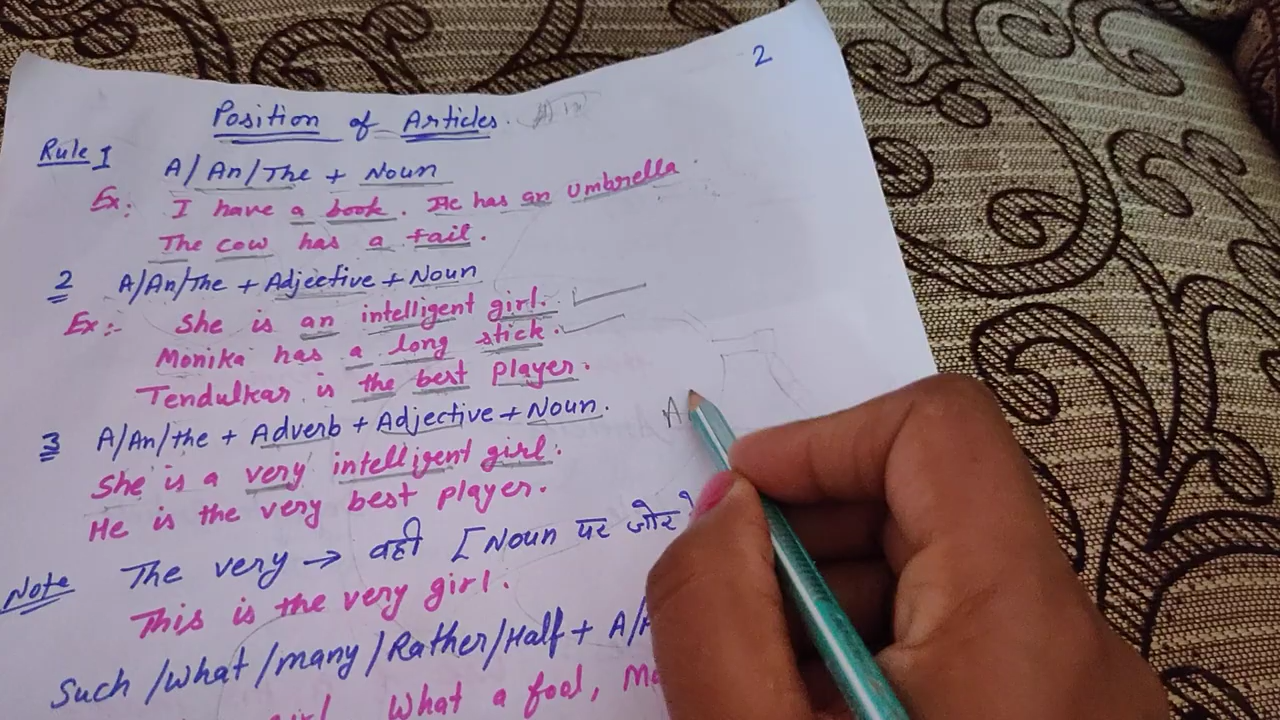 2
Position of Articles.
Rule 1 A/An/The + Noun
Ex: I have a book. He has an umbrella.
The cow has a tail.
2 A/An/The + Adjective + Noun
Ex:- She is an intelligent girl.
Monika has a long stick.
Tendulkar is the best player.
3 A/An/the + Adverb + Adjective + Noun.
She is a very intelligent girl.
He is the very best player.
Note The very → वही [Noun पर जोर
This is the very girl.
Such/What/many/Rather/Half + A/
girl. What a fool,
A